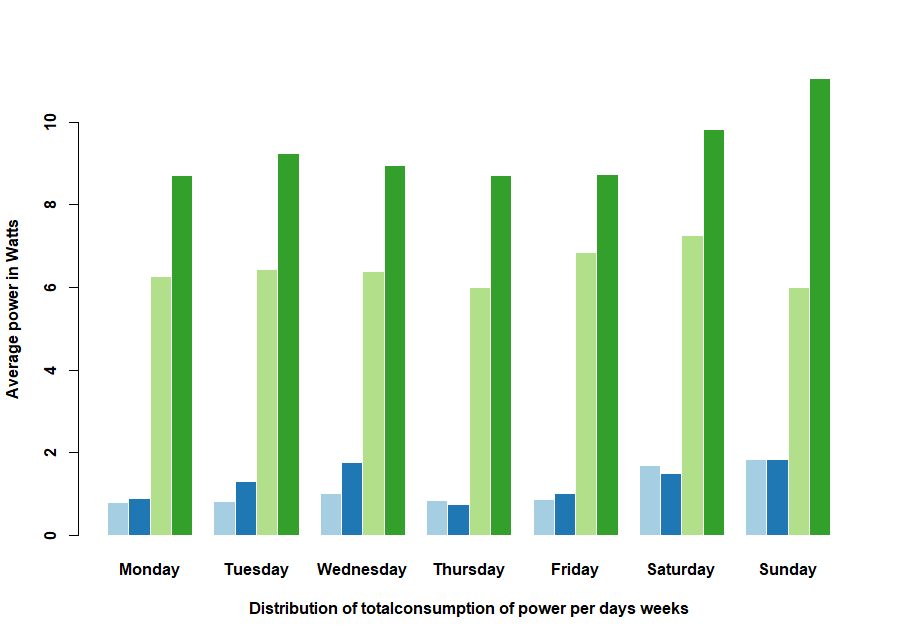 Average power in Watts
10
8
6
4
2
0
Monday Tuesday Wednesday Thursday Friday Saturday Sunday
Distribution of totalconsumption of power per days weeks